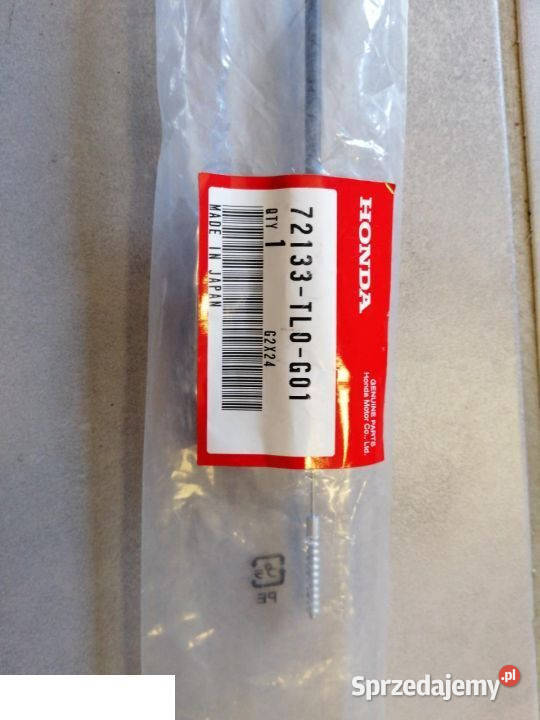 HONDA
GENUINE PARTS
Honda Motor Co., Ltd.
72133-TL0-G01
QTY 1 G2X24
MADE IN JAPAN
PE
Sprzedajemy.pl